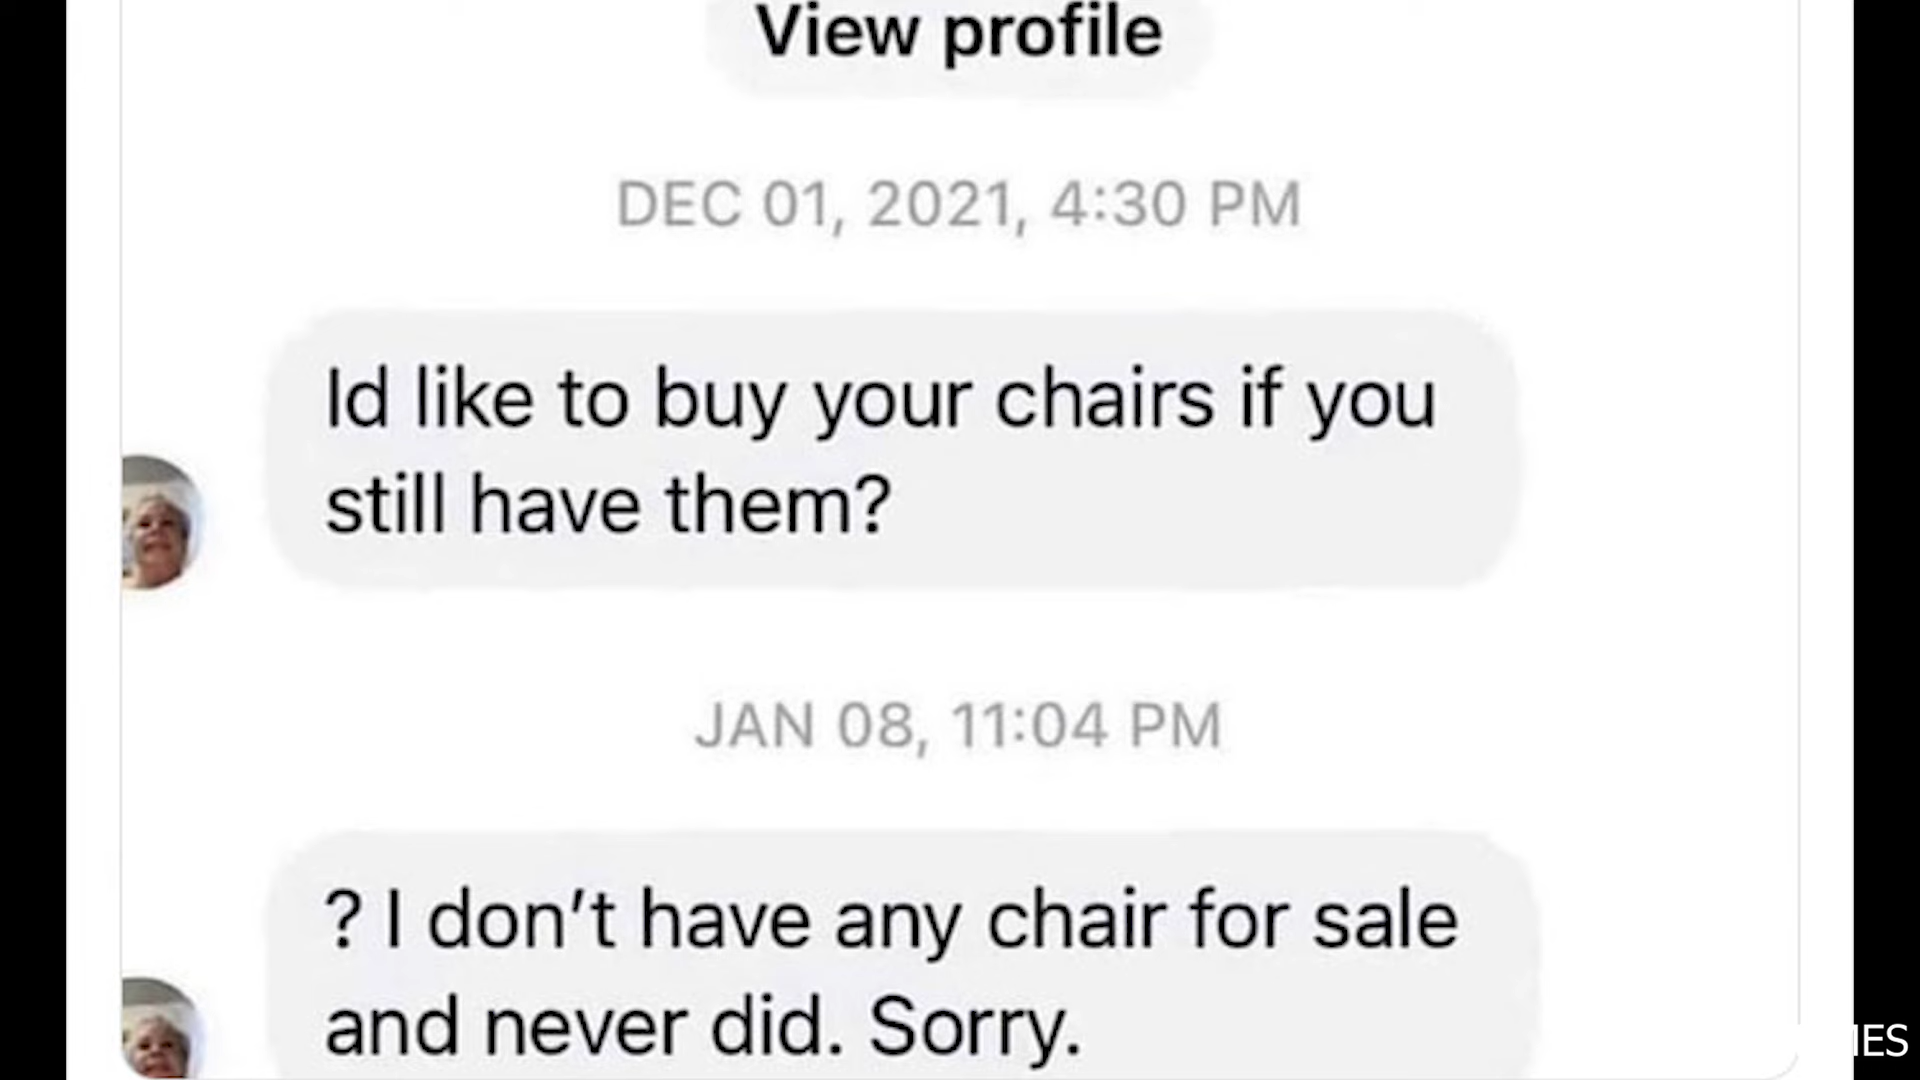 View profile
DEC 01, 2021, 4:30 PM
Id like to buy your chairs if you
still have them?
JAN 08, 11:04 PM
? I don't have any chair for sale
and never did. Sorry.